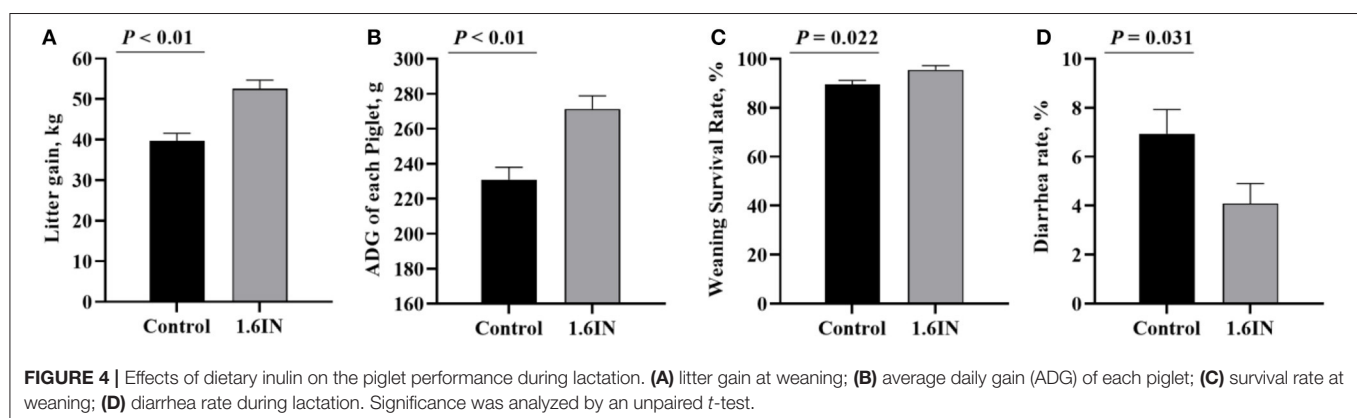 A
P < 0.01
Litter gain, kg
60
50
40
30
20
10
0
Control 1.6IN
B
P < 0.01
ADG of each Piglet, g
300
280
260
240
220
200
180
160
Control 1.6IN
C
P = 0.022
Weaning Survival Rate, %
100
80
60
40
20
0
Control 1.6IN
D
P = 0.031
Diarrhea rate, %
10
8
6
4
2
0
Control 1.6IN
FIGURE 4 | Effects of dietary inulin on the piglet performance during lactation. (A) litter gain at weaning; (B) average daily gain (ADG) of each piglet; (C) survival rate at
weaning; (D) diarrhea rate during lactation. Significance was analyzed by an unpaired t-test.